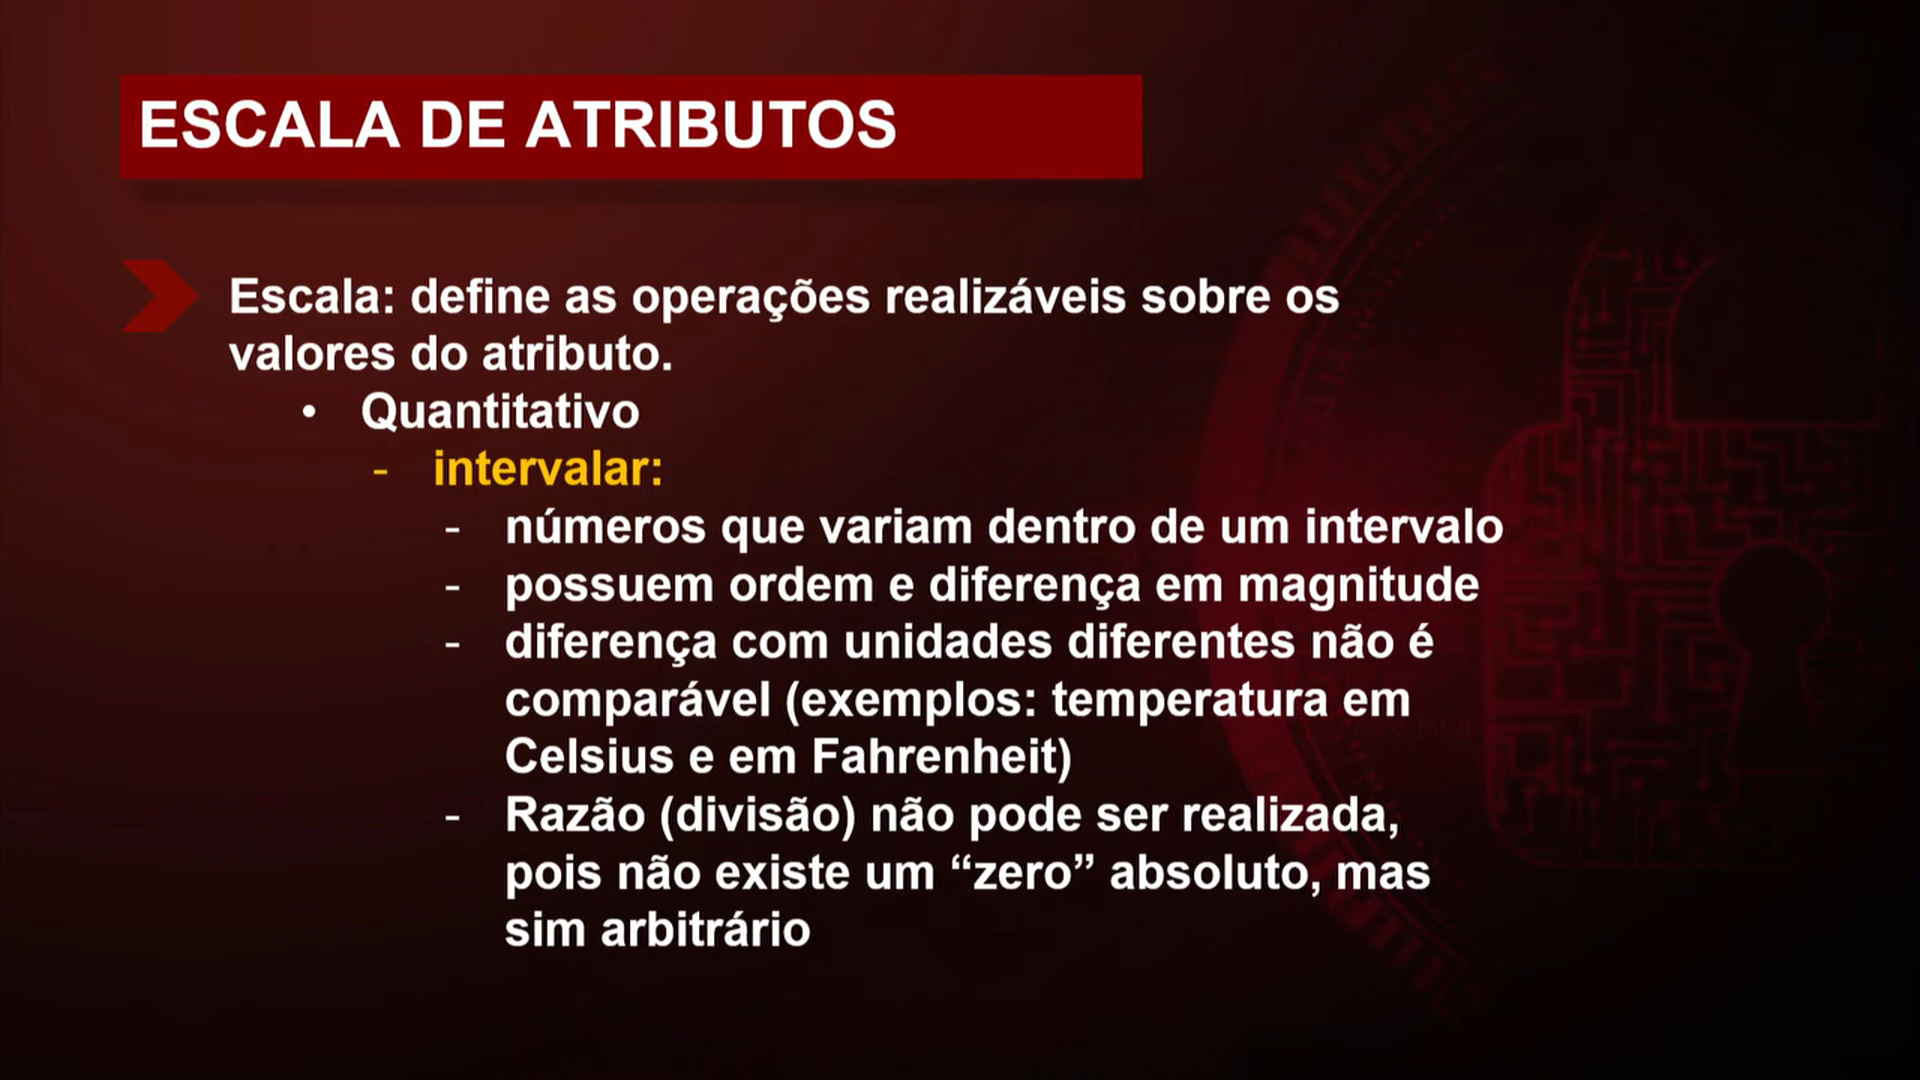 ESCALA DE ATRIBUTOS
Escala: define as operações realizáveis sobre os
valores do atributo.
• Quantitativo
- intervalar:
- números que variam dentro de um intervalo
- possuem ordem e diferença em magnitude
- diferença com unidades diferentes não é
comparável (exemplos: temperatura em
Celsius e em Fahrenheit)
- Razão (divisão) não pode ser realizada,
pois não existe um “zero” absoluto, mas
sim arbitrário